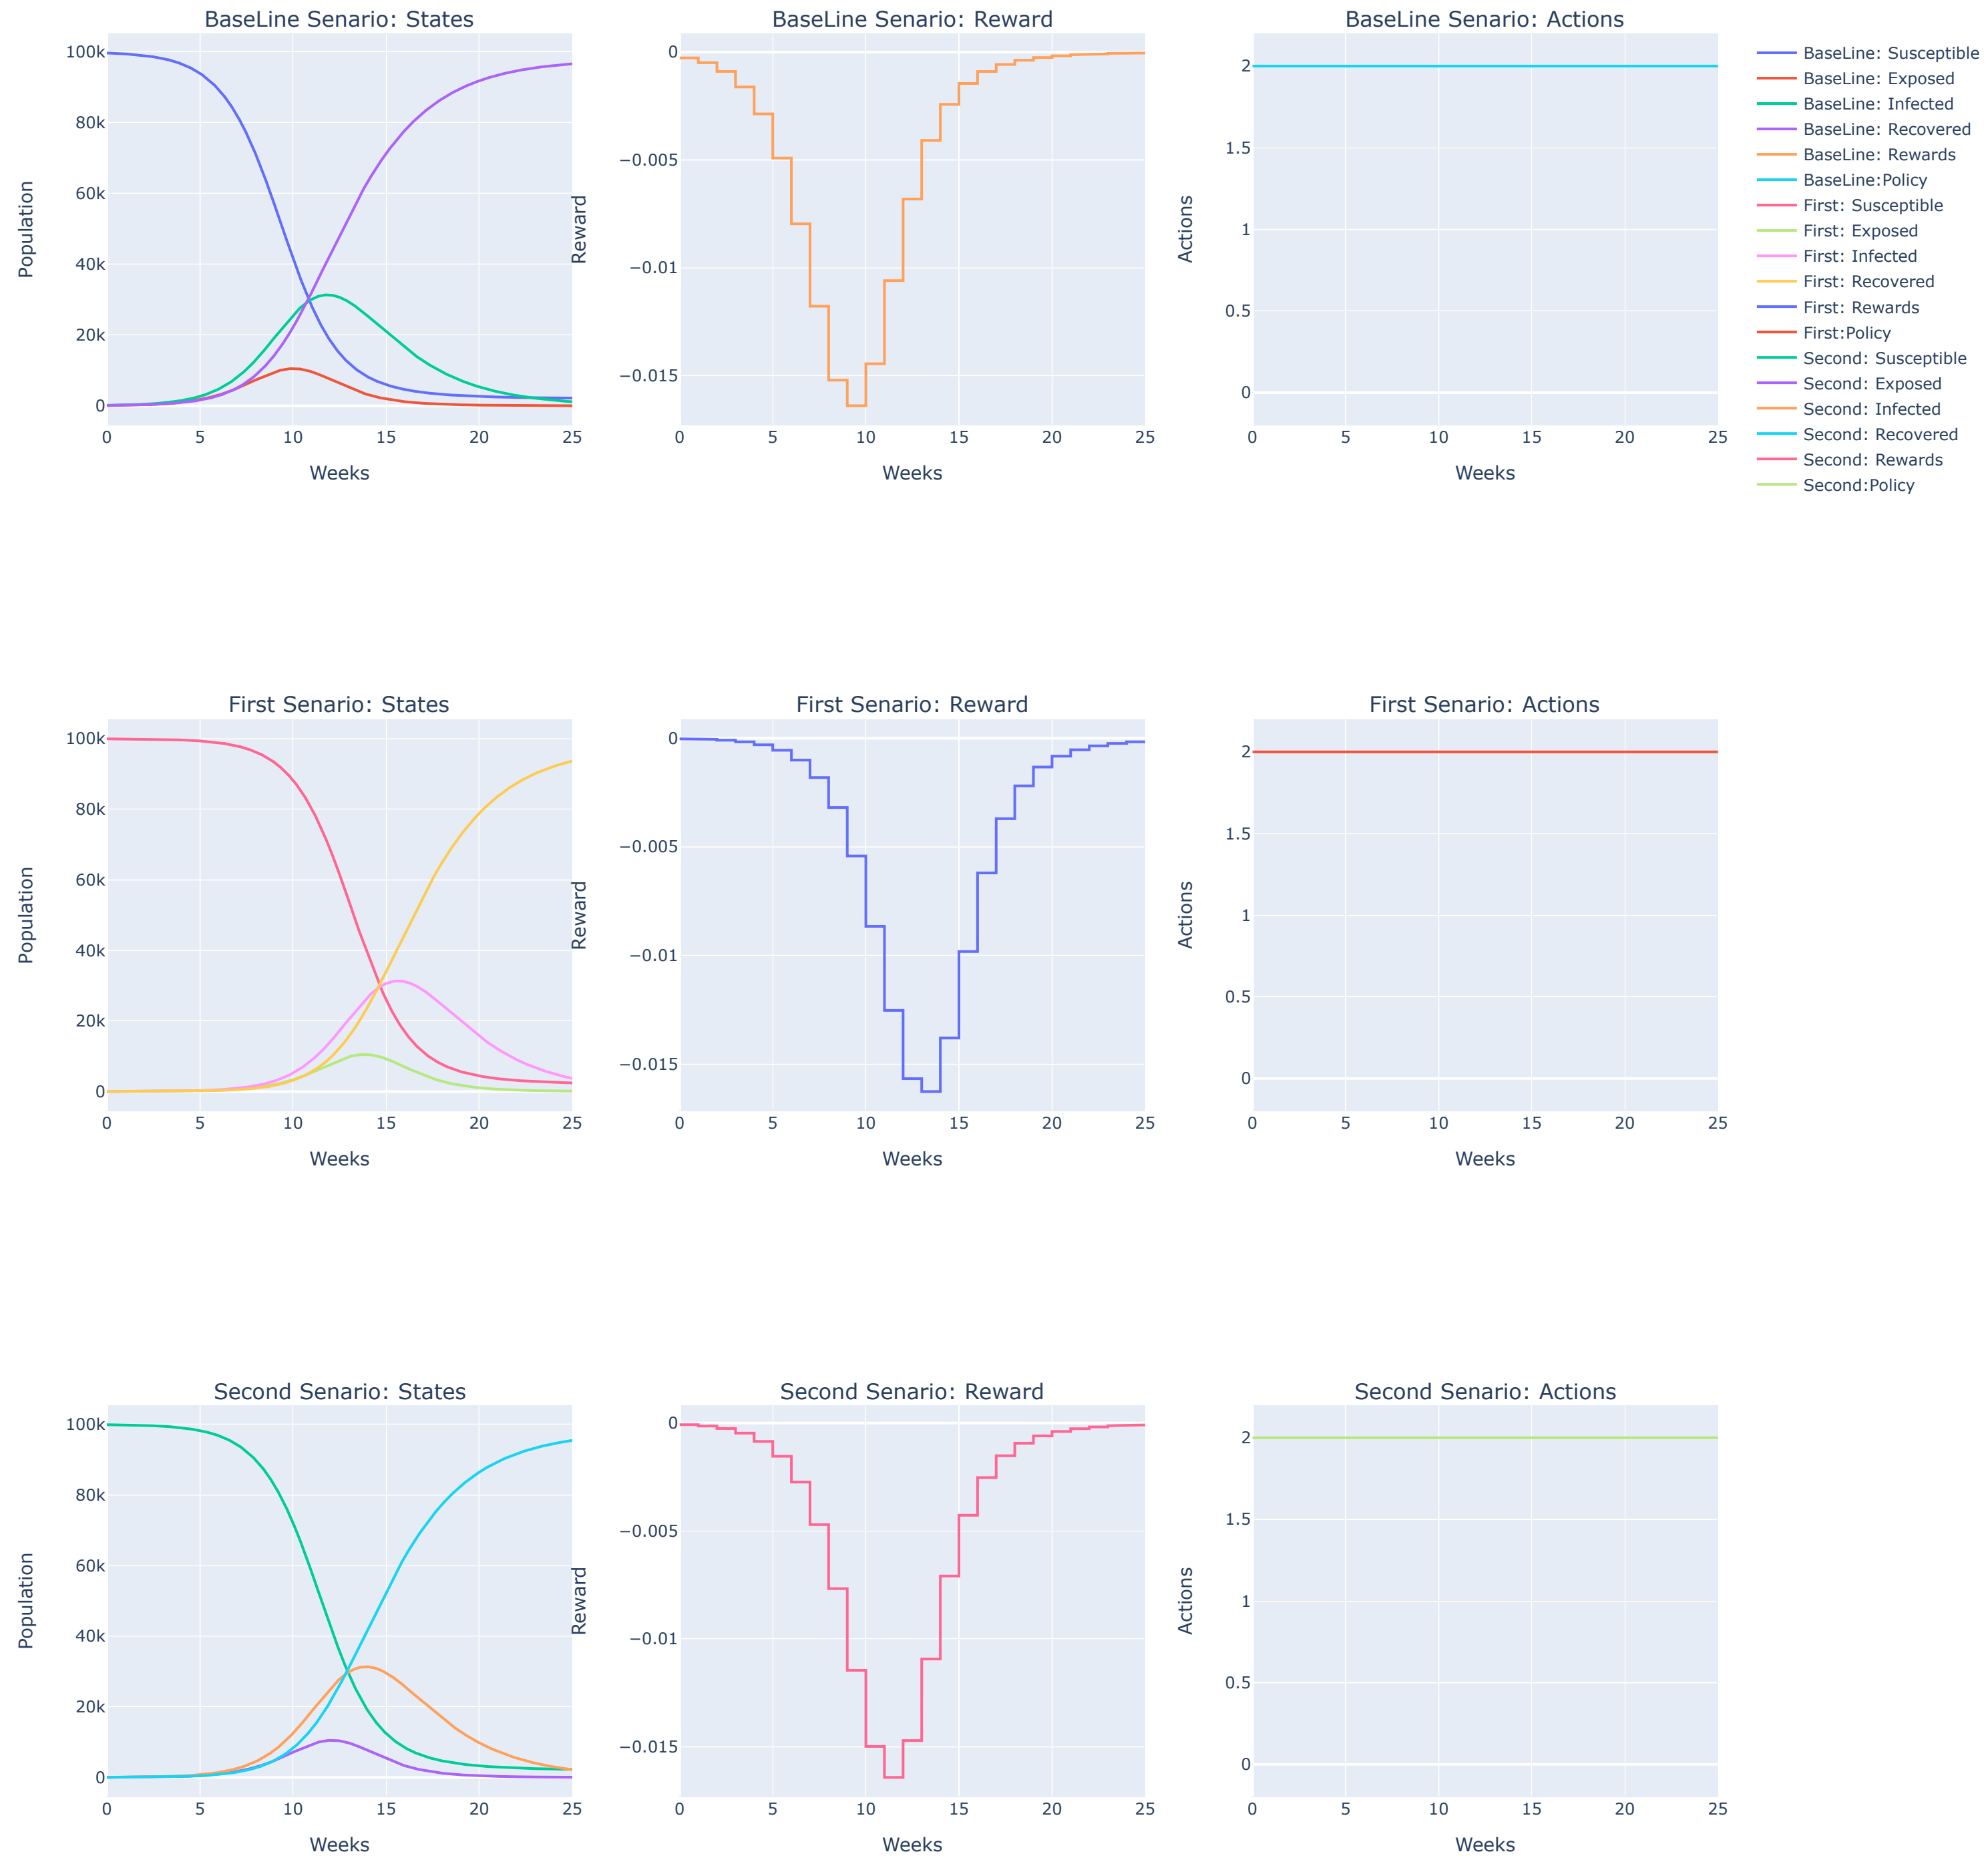 BaseLine Senario: States
BaseLine Senario: Reward
BaseLine Senario: Actions
100k
80k
60k
40k
20k
0
Population
0 5 10 15 20 25
Weeks
0
−0.005
−0.01
−0.015
Reward
0 5 10 15 20 25
Weeks
2
1.5
1
0.5
0
Actions
0 5 10 15 20 25
Weeks
BaseLine: Susceptible
BaseLine: Exposed
BaseLine: Infected
BaseLine: Recovered
BaseLine: Rewards
BaseLine:Policy
First: Susceptible
First: Exposed
First: Infected
First: Recovered
First: Rewards
First:Policy
Second: Susceptible
Second: Exposed
Second: Infected
Second: Recovered
Second: Rewards
Second:Policy
First Senario: States
First Senario: Reward
First Senario: Actions
100k
80k
60k
40k
20k
0
Population
0 5 10 15 20 25
Weeks
0
−0.005
−0.01
−0.015
Reward
0 5 10 15 20 25
Weeks
2
1.5
1
0.5
0
Actions
0 5 10 15 20 25
Weeks
Second Senario: States
Second Senario: Reward
Second Senario: Actions
100k
80k
60k
40k
20k
0
Population
0 5 10 15 20 25
Weeks
0
−0.005
−0.01
−0.015
Reward
0 5 10 15 20 25
Weeks
2
1.5
1
0.5
0
Actions
0 5 10 15 20 25
Weeks